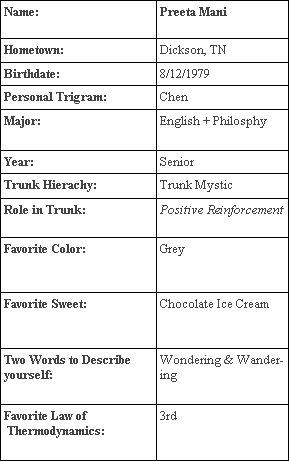 Name: Preeta Mani
Hometown: Dickson, TN
Birthdate: 8/12/1979
Personal Trigram: Chen
Major: English + Philosphy
Year: Senior
Trunk Hierachy: Trunk Mystic
Role in Trunk: Positive Reinforcement
Favorite Color: Grey
Favorite Sweet: Chocolate Ice Cream
Two Words to Describe Wondering & Wander-
yourself: ing
Favorite Law of 3rd
Thermodynamics: